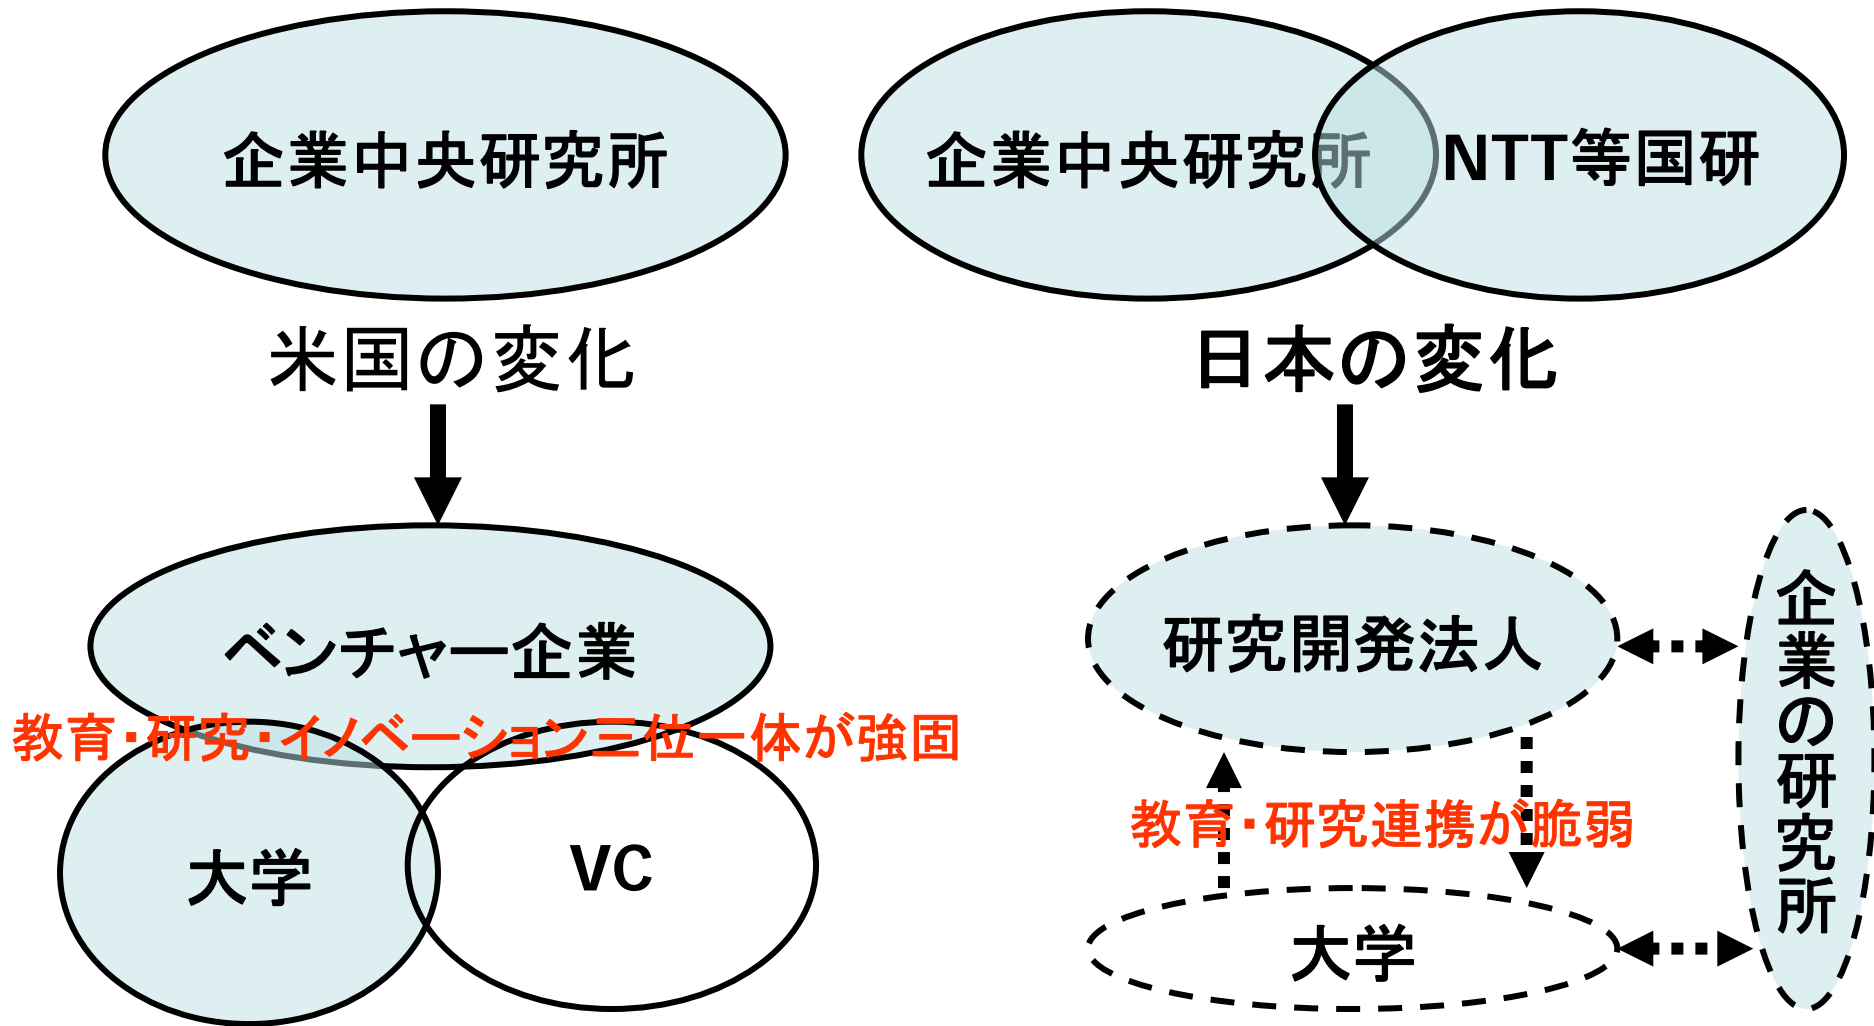 企業中央研究所
企業中央研究所
NTT等国研
米国の変化
日本の変化
ベンチャー企業
教育・研究・イノベーション三位一体が強固
大学
VC
研究開発法人
教育・研究連携が脆弱
大学
企業の研究所